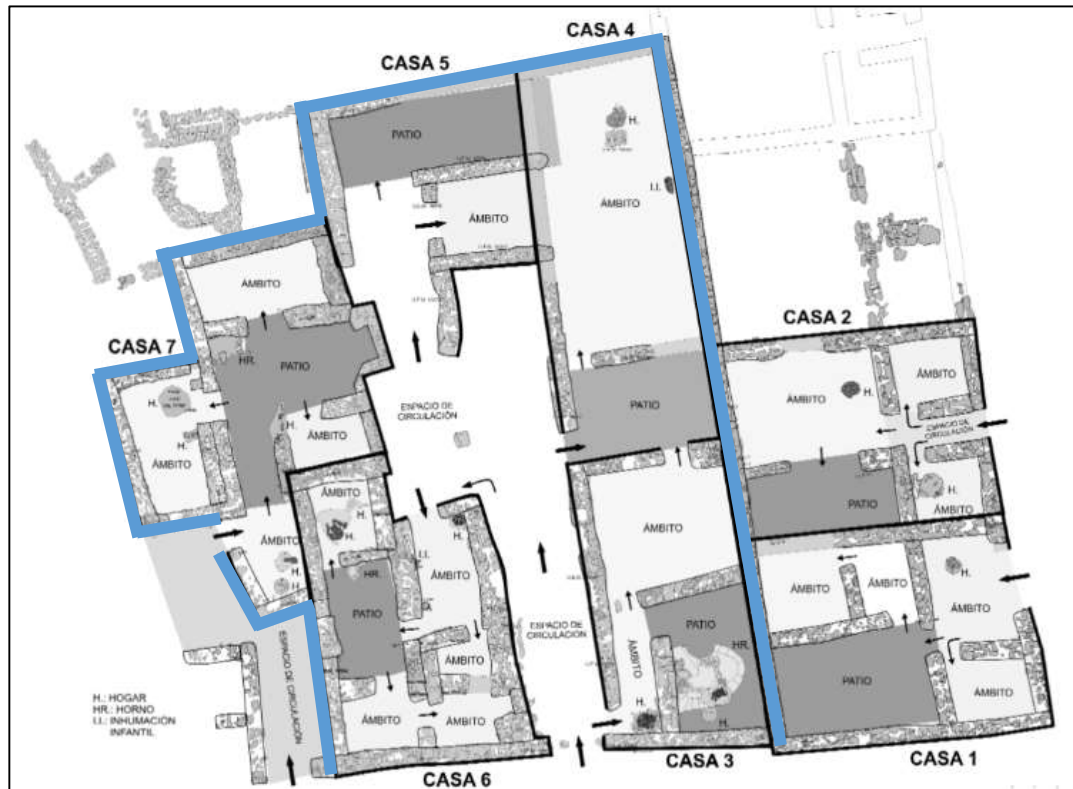 CASA 4
CASA 5
PATIO
H.
I.I.
ÁMBITO
ÁMBITO
ÁMBITO
CASA 7
HR.
PATIO
CASA 2
H.
H.
ÁMBITO
H.
ÁMBITO
ESPACIO DE
CIRCULACIÓN
PATIO
ÁMBITO
H.
ÁMBITO
ESPACIO DE
CIRCULACIÓN
ÁMBITO
H.
H.
PATIO
H.
ÁMBITO
ÁMBITO
H.
H.
ÁMBITO
H.
I.I.
HR.
ÁMBITO
PATIO
ÁMBITO
ÁMBITO
ÁMBITO
H.
ÁMBITO
ESPACIO DE
CIRCULACIÓN
ESPACIO DE CIRCULACIÓN
PATIO
HR.
ÁMBITO
ÁMBITO
PATIO
ÁMBITO
H.: HOGAR
HR.: HORNO
I.I.: INHUMACIÓN
INFANTIL
ÁMBITO
ÁMBITO
H.
H.
CASA 6
CASA 3
CASA 1